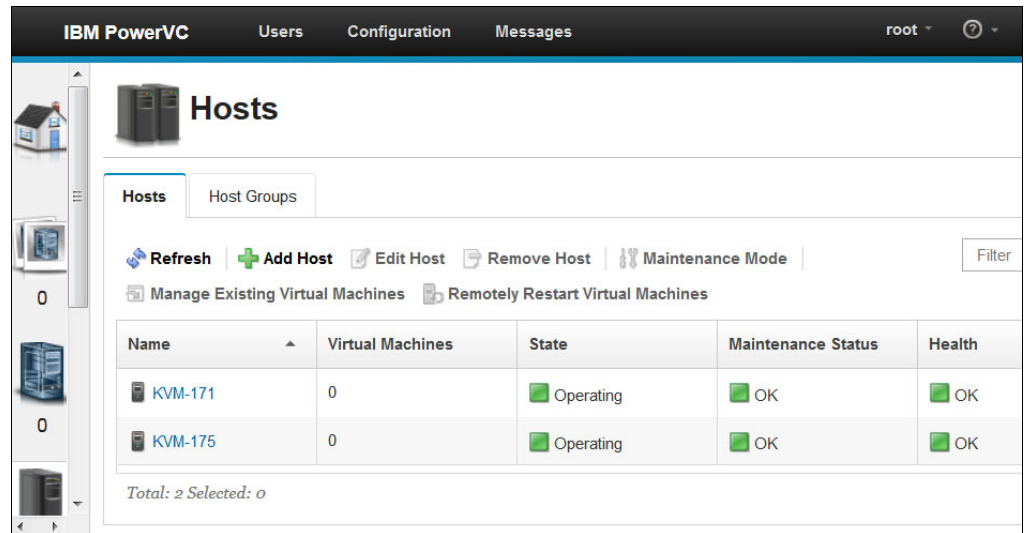 IBM PowerVC Users Configuration Messages root ?
Hosts
Hosts Host Groups
Refresh Add Host Edit Host Remove Host Maintenance Mode Filter
0 Manage Existing Virtual Machines Remotely Restart Virtual Machines
Name Virtual Machines State Maintenance Status Health
KVM-171 0 Operating OK OK
0
KVM-175 0 Operating OK OK
Total: 2 Selected: 0